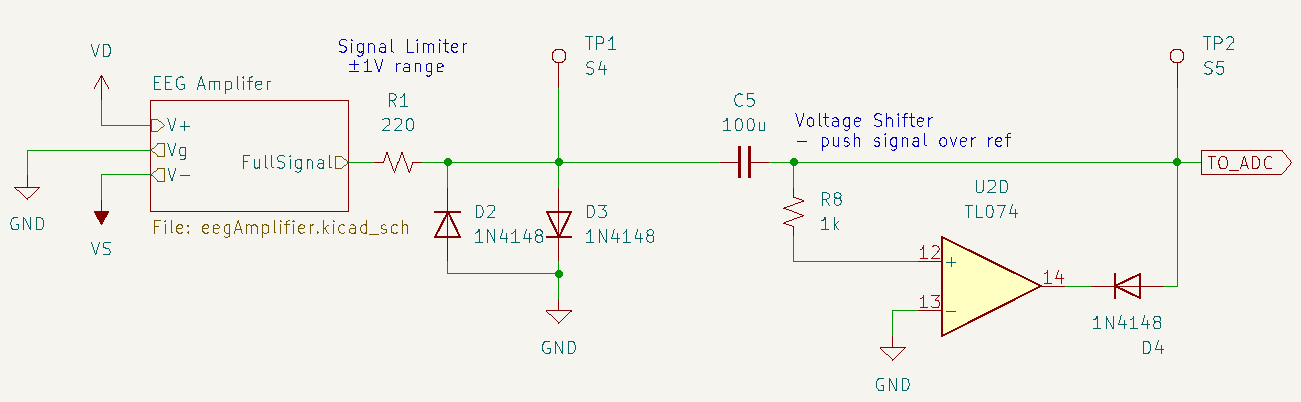 VD
EEG Amplifer
V+
Vg
V-
FullSignal
GND
VS
File: eegAmplifier.kicad_sch
Signal Limiter
±1V range
R1
220
D2
1N4148
D3
1N4148
GND
TP1
S4
C5
100u
Voltage Shifter
- push signal over ref
R8
1k
U2D
TL074
12
+
13
-
14
GND
1N4148
D4
TP2
S5
TO_ADC